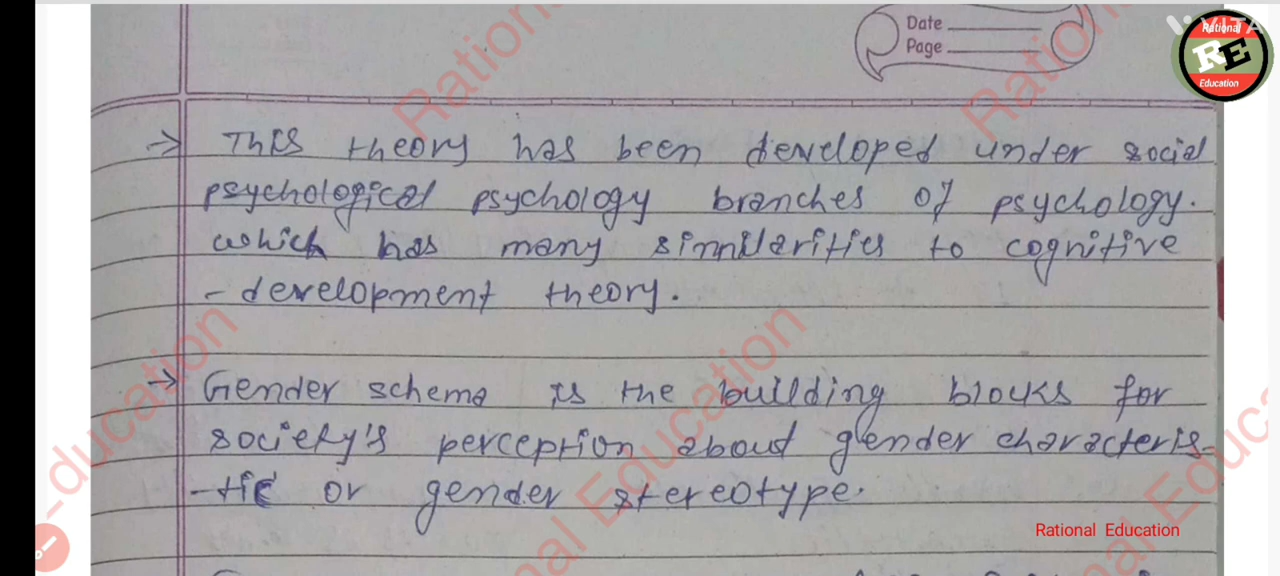 Date
Page
VITA
Rational
RE
Education
→ This theory has been developed under social
psychological psychology branches of psychology.
which has many similarities to cognitive
- development theory.
→ Gender schema is the building blocks for
society's perception about gender characteris-
-tic or gender stereotype.
Rational Education